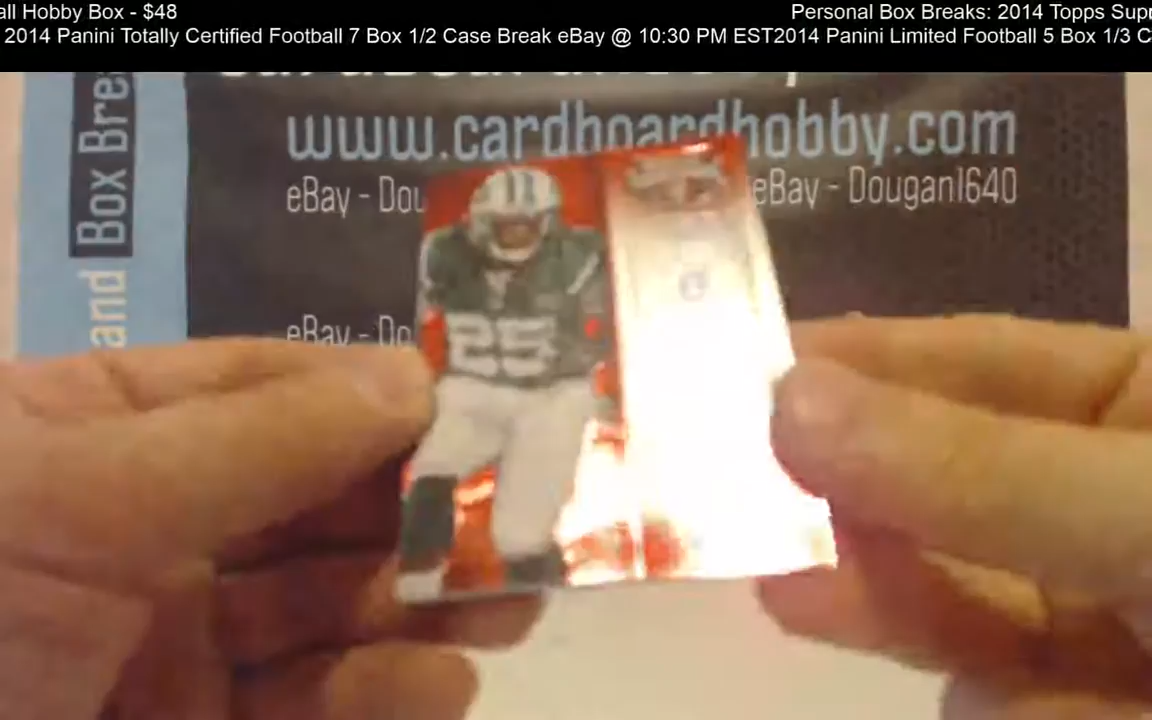 all Hobby Box - $48
Personal Box Breaks: 2014 Topps Supr
2014 Panini Totally Certified Football 7 Box 1/2 Case Break eBay @ 10:30 PM EST2014 Panini Limited Football 5 Box 1/3 C
www.cardboardhobby.com
eBay - Dou
eBay - Dougan1640
eBay - Do
and Box Bre
25